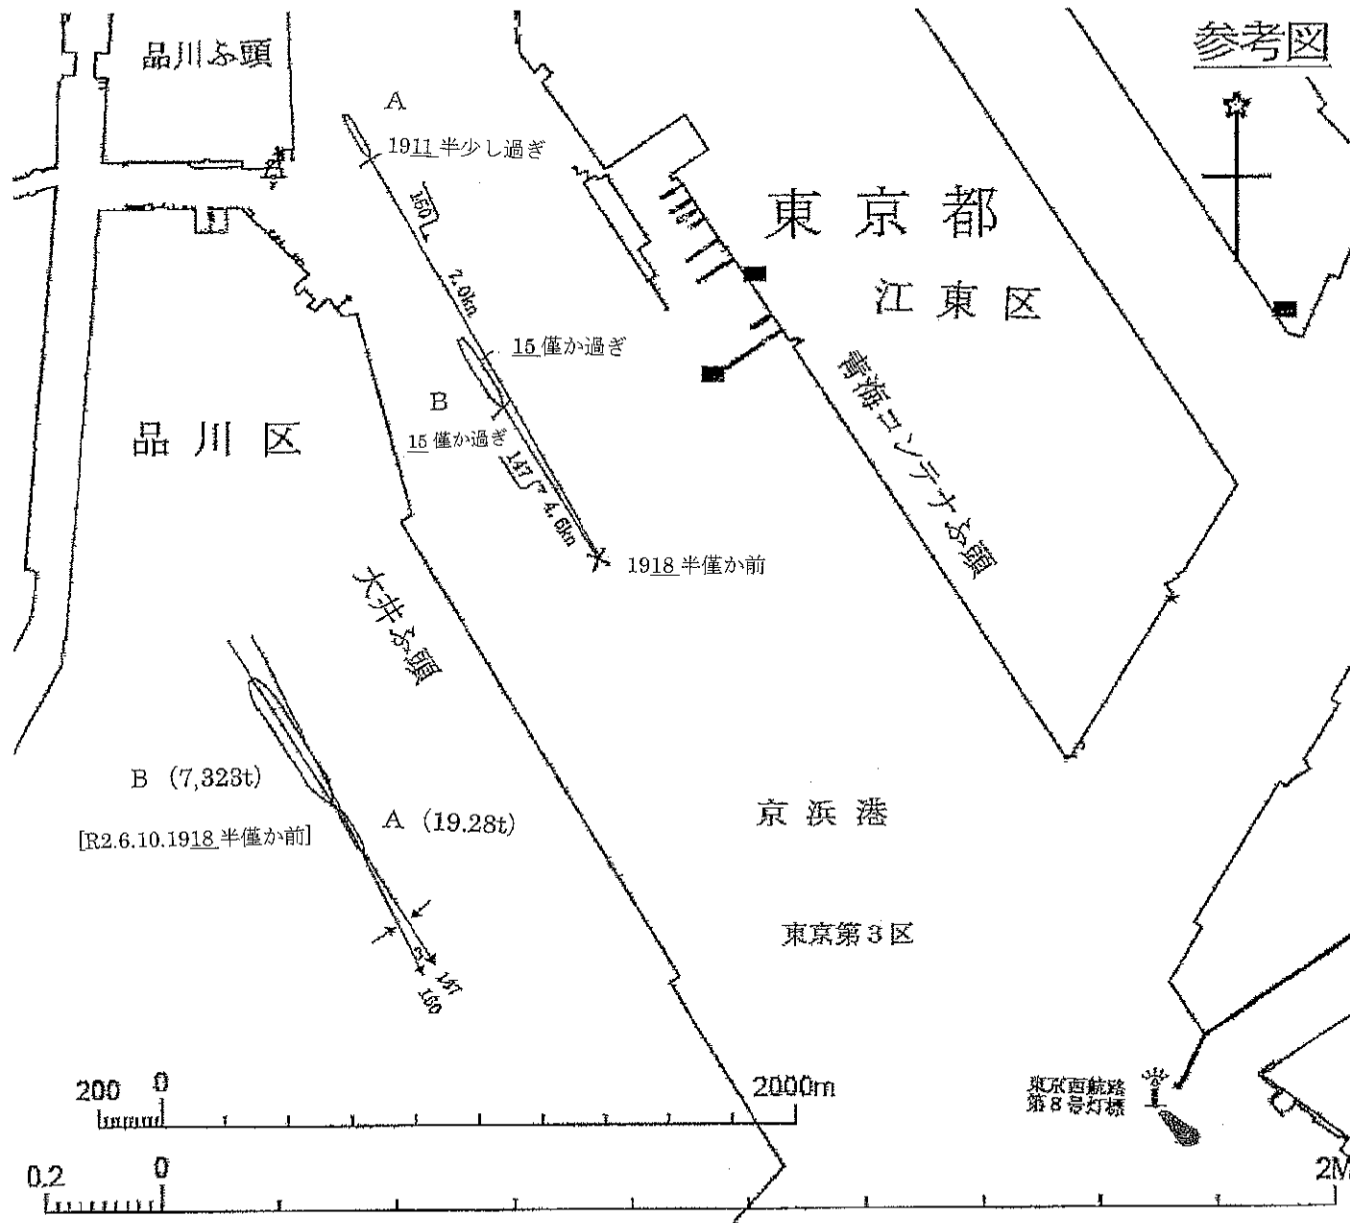 参考図
品川ふ頭
A
1911半少し過ぎ
150
7.0kn
東京都
江東区
15僅か過ぎ
B
15僅か過ぎ
147
4.6kn
1918半僅か前
品川区
青海コンテナふ頭
大井ふ頭
B (7,323t)
A (19.28t)
[R2.6.10.1918半僅か前]
3
147
150
京浜港
東京第3区
東京西航路
第8号灯標
200 0 2000m
0.2 0 2M